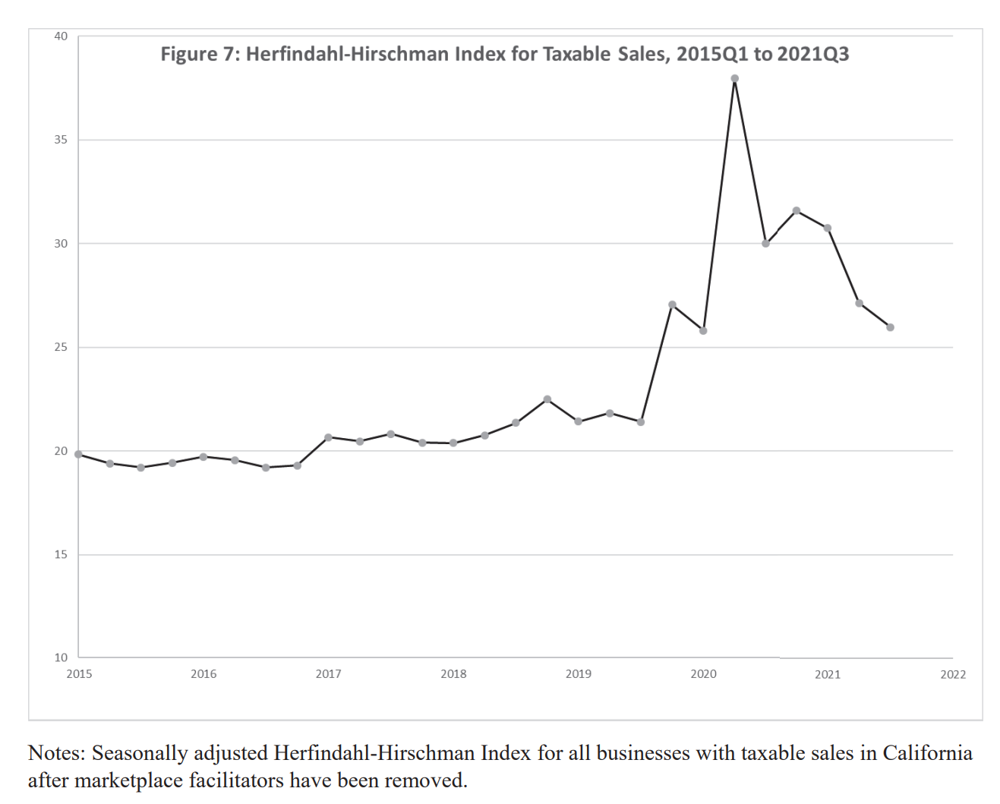 Figure 7: Herfindahl-Hirschman Index for Taxable Sales, 2015Q1 to 2021Q3
40
35
30
25
20
15
10
2015 2016 2017 2018 2019 2020 2021 2022
Notes: Seasonally adjusted Herfindahl-Hirschman Index for all businesses with taxable sales in California
after marketplace facilitators have been removed.